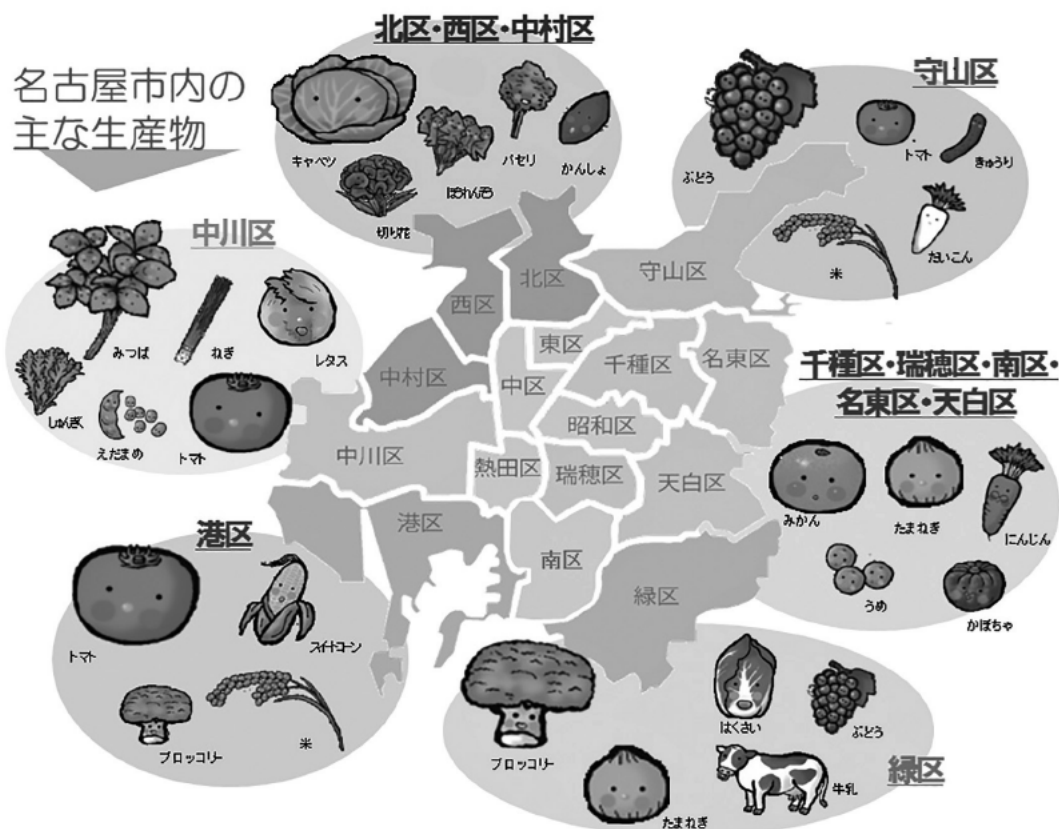 名古屋市内の
主な生産物
北区・西区・中村区
キャベツ
ほうれんそう
パセリ
かんしょ
切り花
守山区
ぶどう
トマト
きゅうり
米
だいこん
中川区
みつば
ねぎ
レタス
しゅんぎく
えだまめ
トマト
千種区・瑞穂区・南区・
名東区・天白区
みかん
たまねぎ
にんじん
うめ
かぼちゃ
港区
トマト
スイートコーン
ブロッコリー
米
緑区
ブロッコリー
はくさい
ぶどう
たまねぎ
牛乳
北区
守山区
西区
東区
千種区
名東区
中村区
中区
昭和区
中川区
熱田区
瑞穂区
天白区
港区
南区
緑区